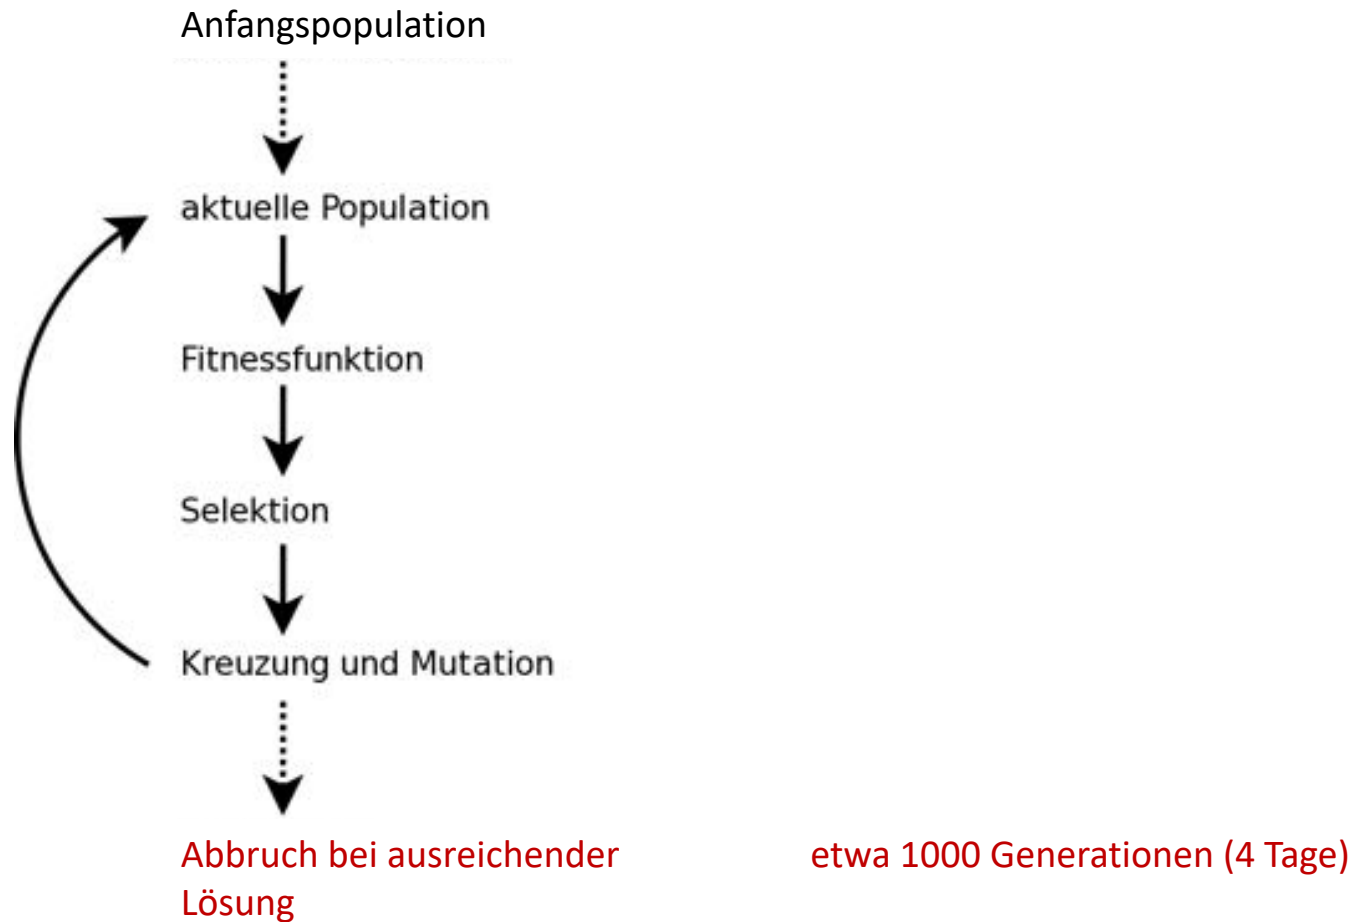 Anfangspopulation
aktuelle Population
Fitnessfunktion
Selektion
Kreuzung und Mutation
Abbruch bei ausreichender
Lösung
etwa 1000 Generationen (4 Tage)